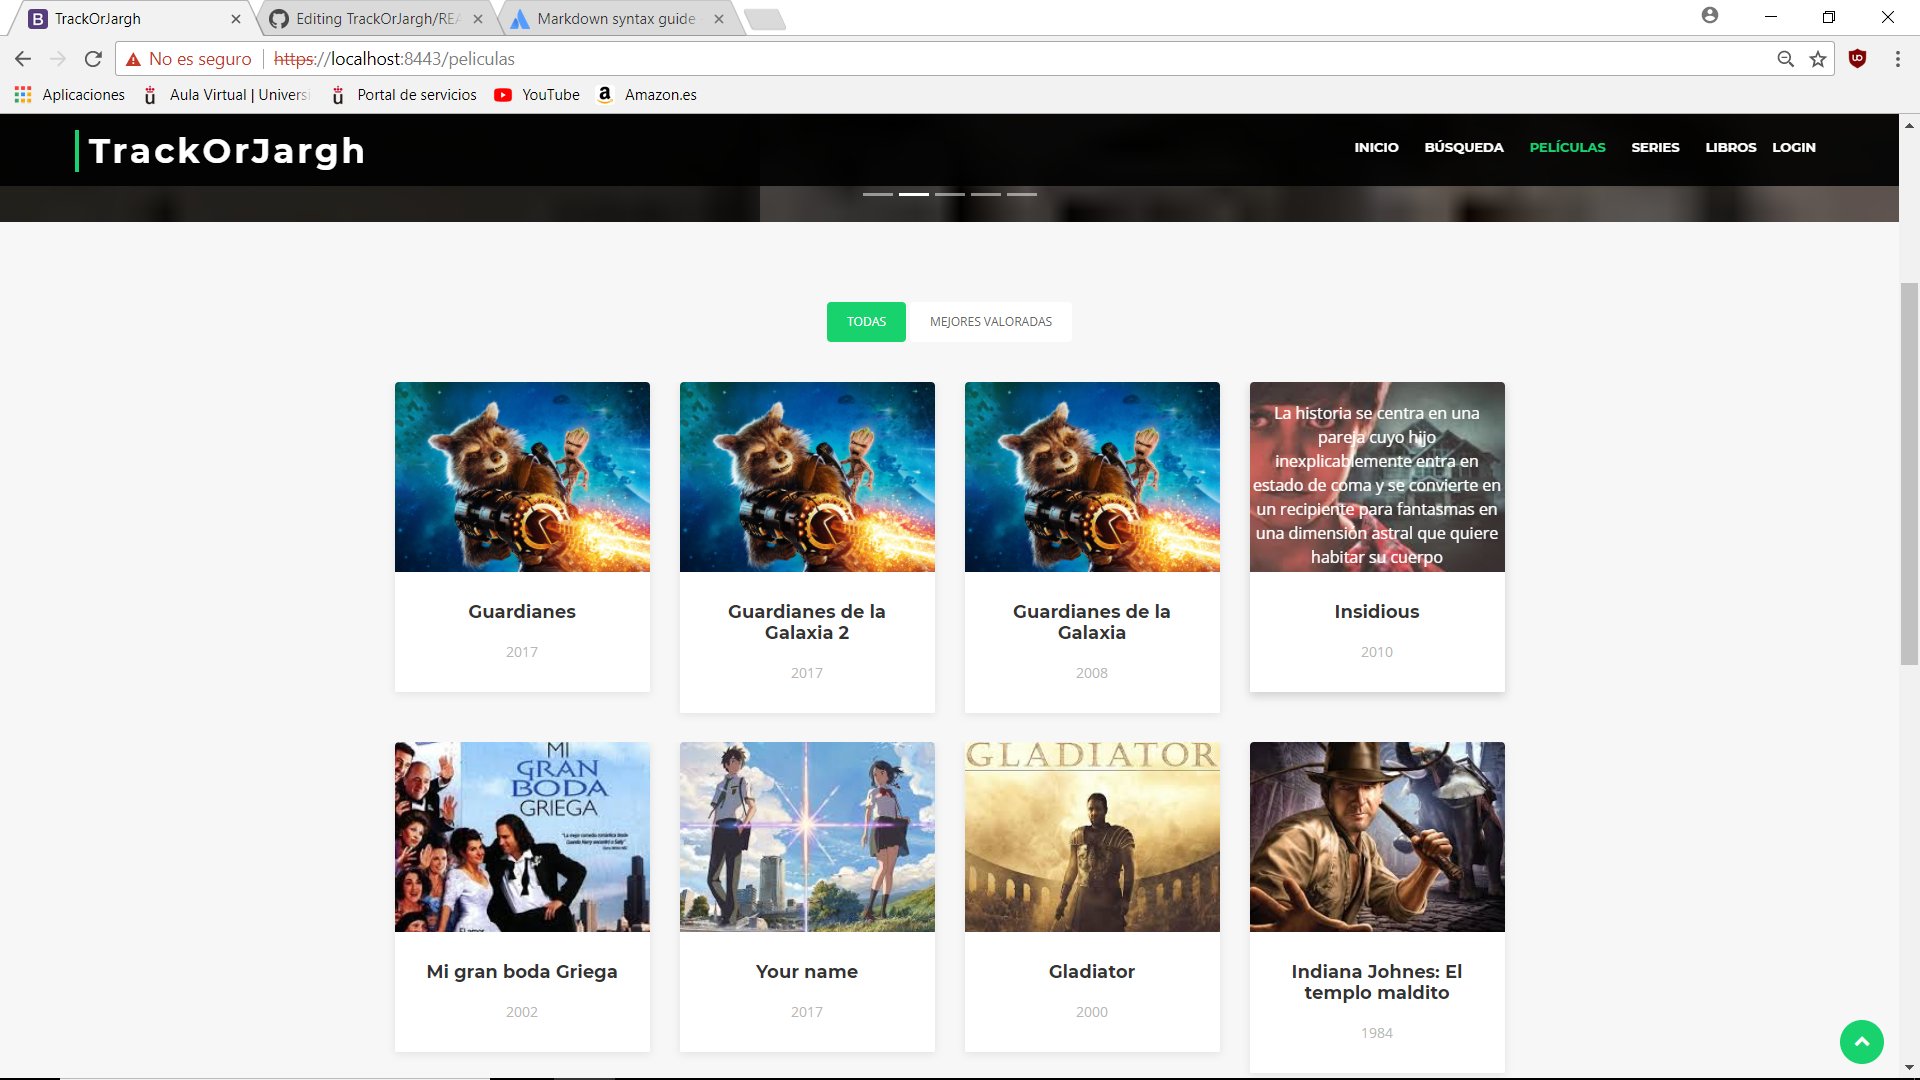 TrackOrJargh
Editing TrackOrJargh/REA
Markdown syntax guide
No es seguro
https://localhost:8443/peliculas
Aplicaciones
Aula Virtual | Universi
Portal de servicios
YouTube
Amazon.es
TrackOrJargh
INICIO
BÚSQUEDA
PELÍCULAS
SERIES
LIBROS
LOGIN
TODAS
MEJORES VALORADAS
La historia se centra en una
pareja cuyo hijo
inexplicablemente entra en
estado de coma y se convierte en
un recipiente para fantasmas en
una dimensión astral que quiere
habitar su cuerpo
Guardianes
2017
Guardianes de la
Galaxia 2
2017
Guardianes de la
Galaxia
2008
Insidious
2010
MI
GRAN
BODA
GRIEGA
GLADIATOR
Mi gran boda Griega
2002
Your name
2017
Gladiator
2000
Indiana Johnes: El
templo maldito
1984